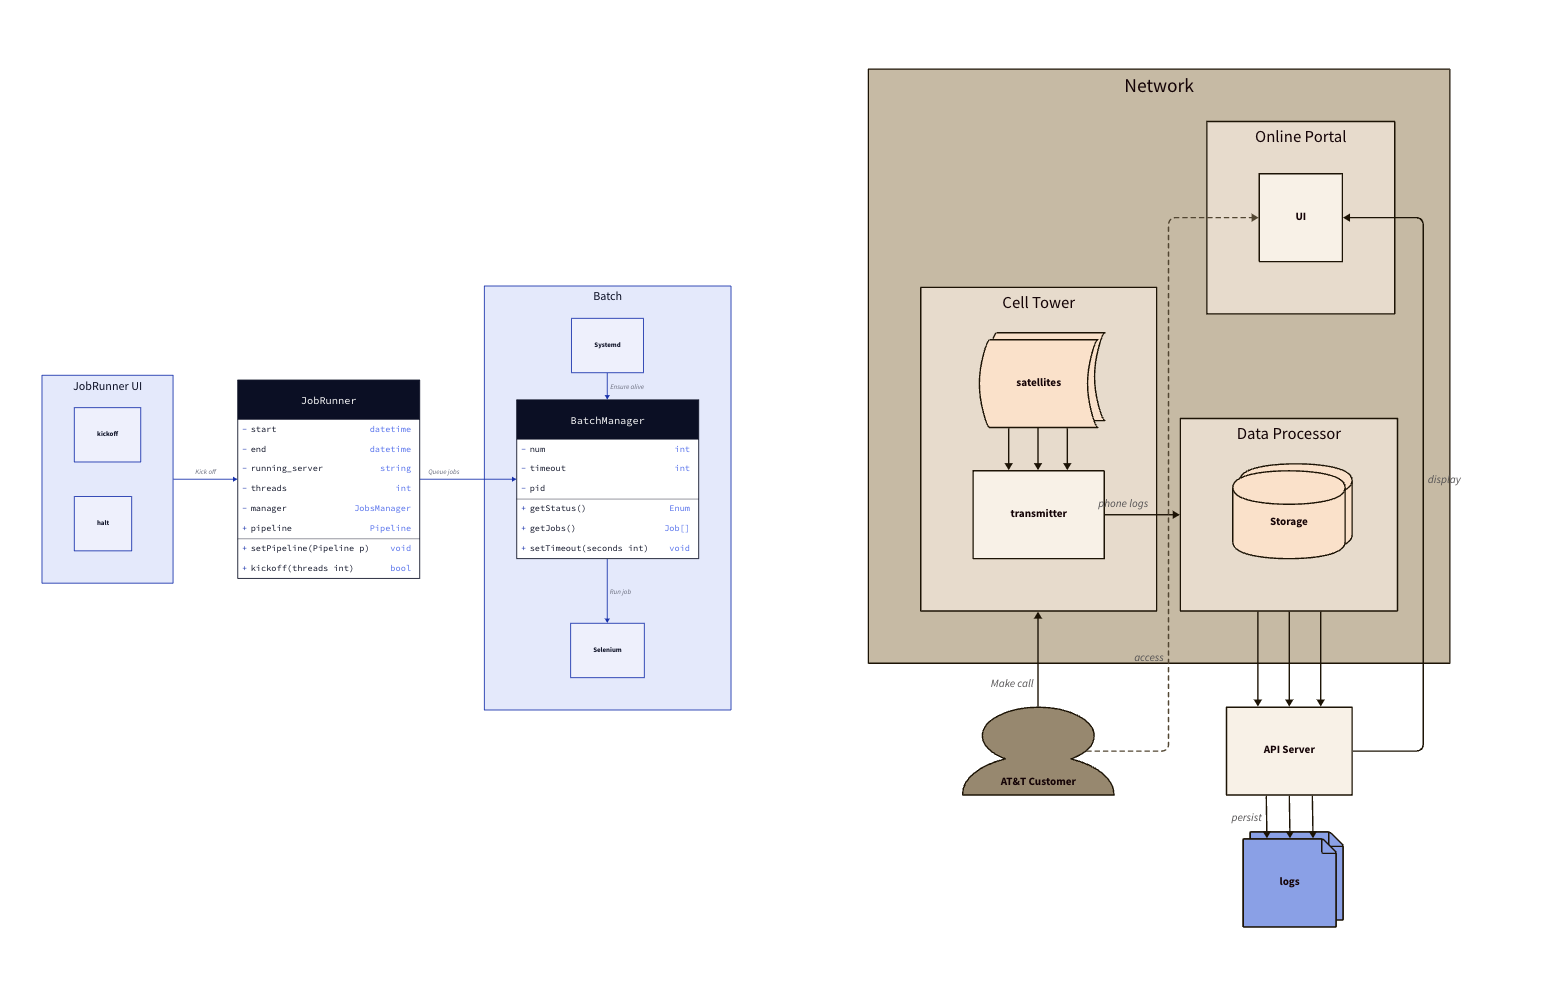 JobRunner UI
kickoff
halt
Kick off
JobRunner
- start datetime
- end datetime
- running_server string
- threads int
- manager JobsManager
+ pipeline Pipeline
+ setPipeline(Pipeline p) void
+ kickoff(threads int) bool
Queue jobs
Batch
Systemd
Ensure alive
BatchManager
- num int
- timeout int
- pid
+ getStatus() Enum
+ getJobs() Job[]
+ setTimeout(seconds int) void
Run job
Selenium
Network
Online Portal
UI
Cell Tower
satellites
transmitter
phone logs
Data Processor
Storage
display
access
Make call
AT&T Customer
API Server
persist
logs